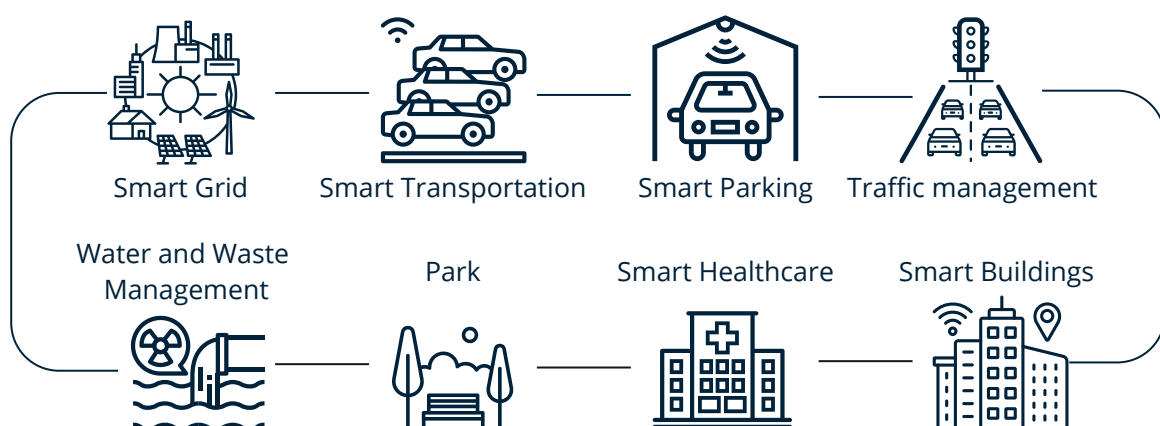 Smart Grid
Smart Transportation
Smart Parking
Traffic management
Water and Waste
Management
Park
Smart Healthcare
Smart Buildings